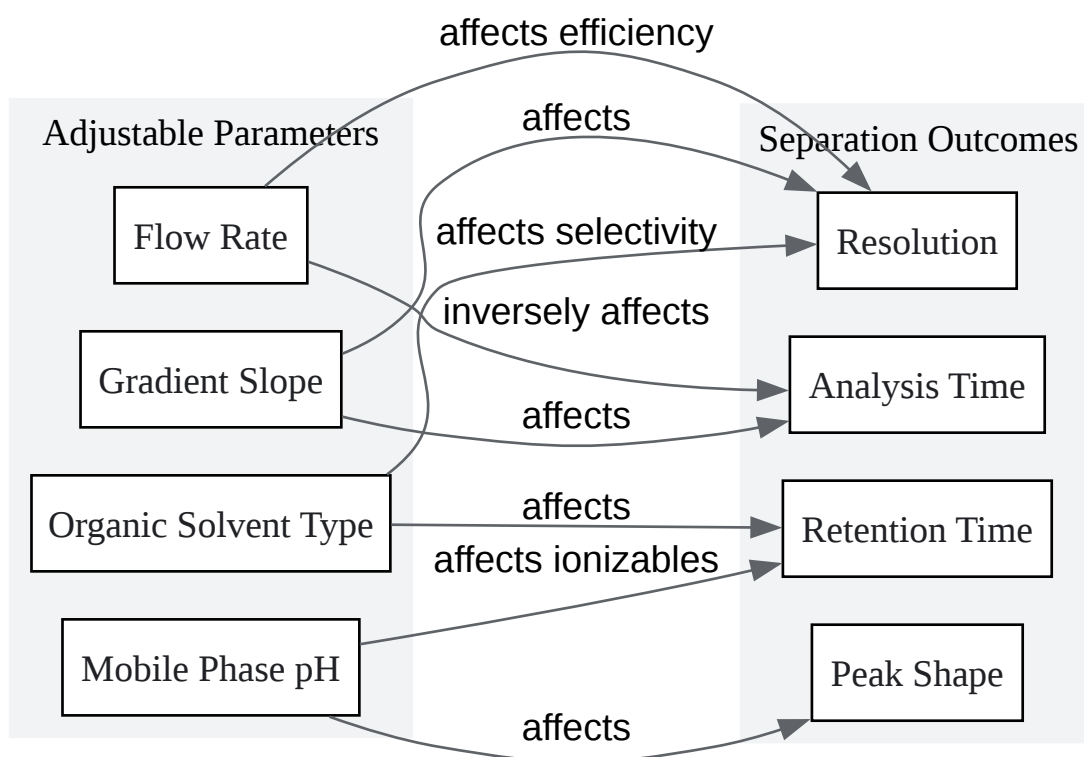 affects efficiency
Adjustable Parameters
affects
Separation Outcomes
Flow Rate
affects selectivity
Resolution
inversely affects
Gradient Slope
Analysis Time
affects
Organic Solvent Type
affects
Retention Time
affects ionizables
Mobile Phase pH
Peak Shape
affects